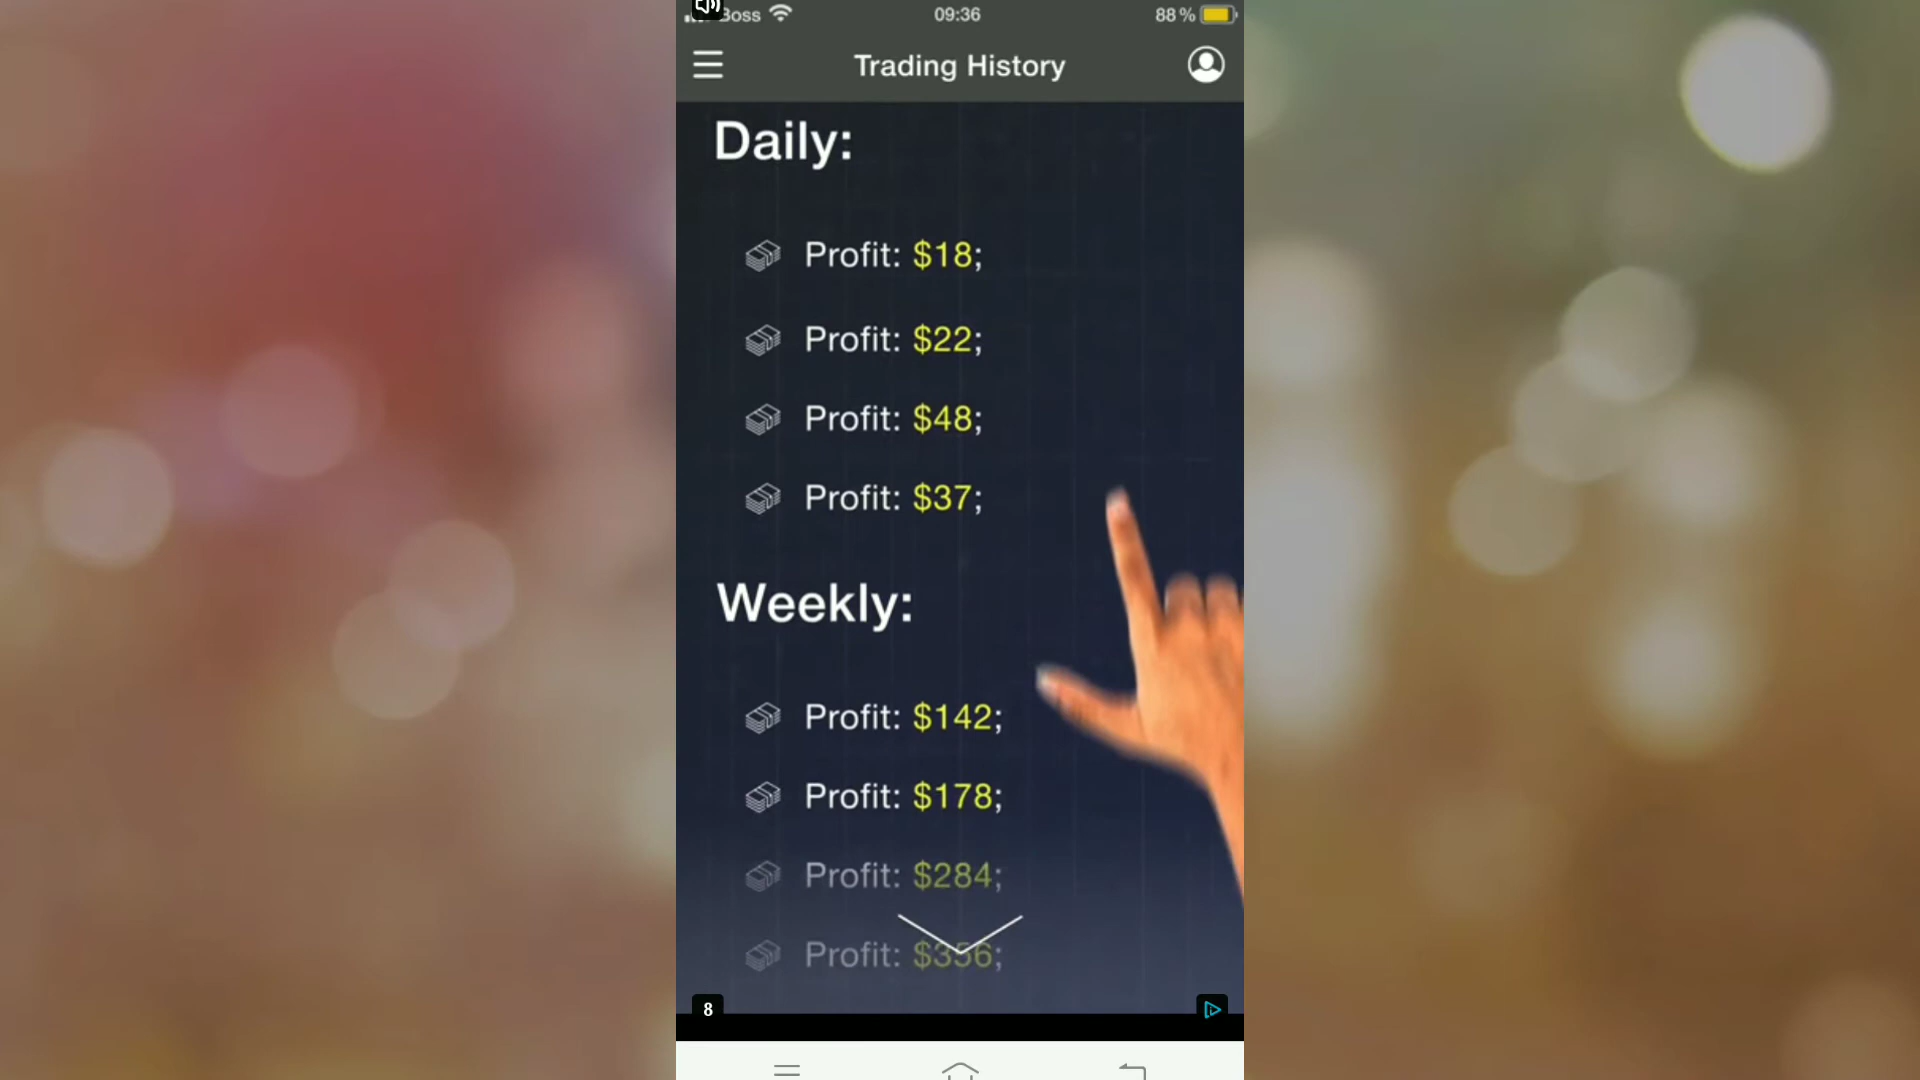 Boss 09:36 88 %
Trading History
Daily:
Profit: $18;
Profit: $22;
Profit: $48;
Profit: $37;
Weekly:
Profit: $142;
Profit: $178;
Profit: $284;
Profit: $356;
8